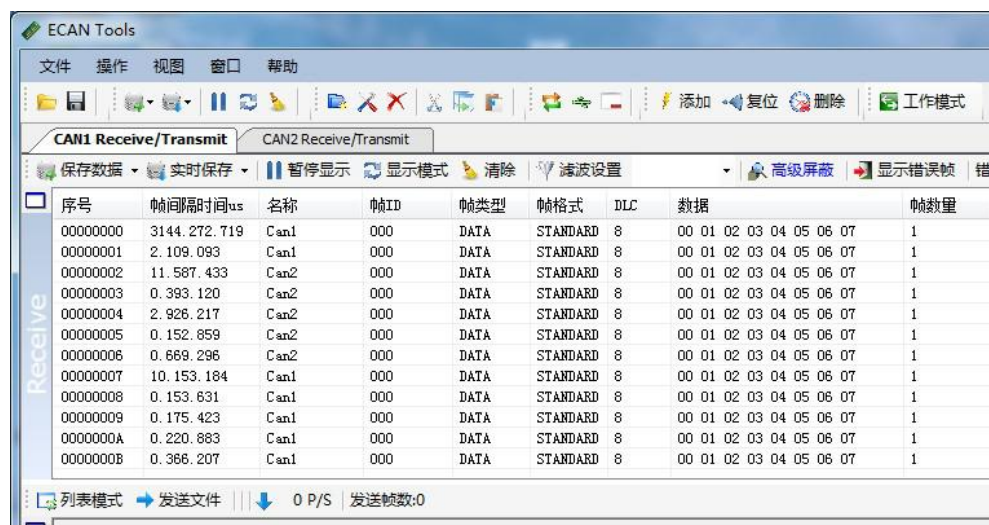 ECAN Tools
文件 操作 视图 窗口 帮助
添加 复位 删除 工作模式
CAN1 Receive/Transmit CAN2 Receive/Transmit
保存数据 实时保存 暂停显示 显示模式 清除 滤波设置 高级屏蔽 显示错误帧 错
序号 帧间隔时间us 名称 帧ID 帧类型 帧格式 DLC 数据 帧数量
00000000 3144.272.719 Can1 000 DATA STANDARD 8 00 01 02 03 04 05 06 07 1
00000001 2.109.093 Can1 000 DATA STANDARD 8 00 01 02 03 04 05 06 07 1
00000002 11.587.433 Can2 000 DATA STANDARD 8 00 01 02 03 04 05 06 07 1
00000003 0.393.120 Can2 000 DATA STANDARD 8 00 01 02 03 04 05 06 07 1
00000004 2.926.217 Can2 000 DATA STANDARD 8 00 01 02 03 04 05 06 07 1
00000005 0.152.859 Can2 000 DATA STANDARD 8 00 01 02 03 04 05 06 07 1
00000006 0.669.296 Can2 000 DATA STANDARD 8 00 01 02 03 04 05 06 07 1
00000007 10.153.184 Can1 000 DATA STANDARD 8 00 01 02 03 04 05 06 07 1
00000008 0.153.631 Can1 000 DATA STANDARD 8 00 01 02 03 04 05 06 07 1
00000009 0.175.423 Can1 000 DATA STANDARD 8 00 01 02 03 04 05 06 07 1
0000000A 0.220.883 Can1 000 DATA STANDARD 8 00 01 02 03 04 05 06 07 1
0000000B 0.366.207 Can1 000 DATA STANDARD 8 00 01 02 03 04 05 06 07 1
Receive
列表模式 发送文件 0 P/S 发送帧数:0